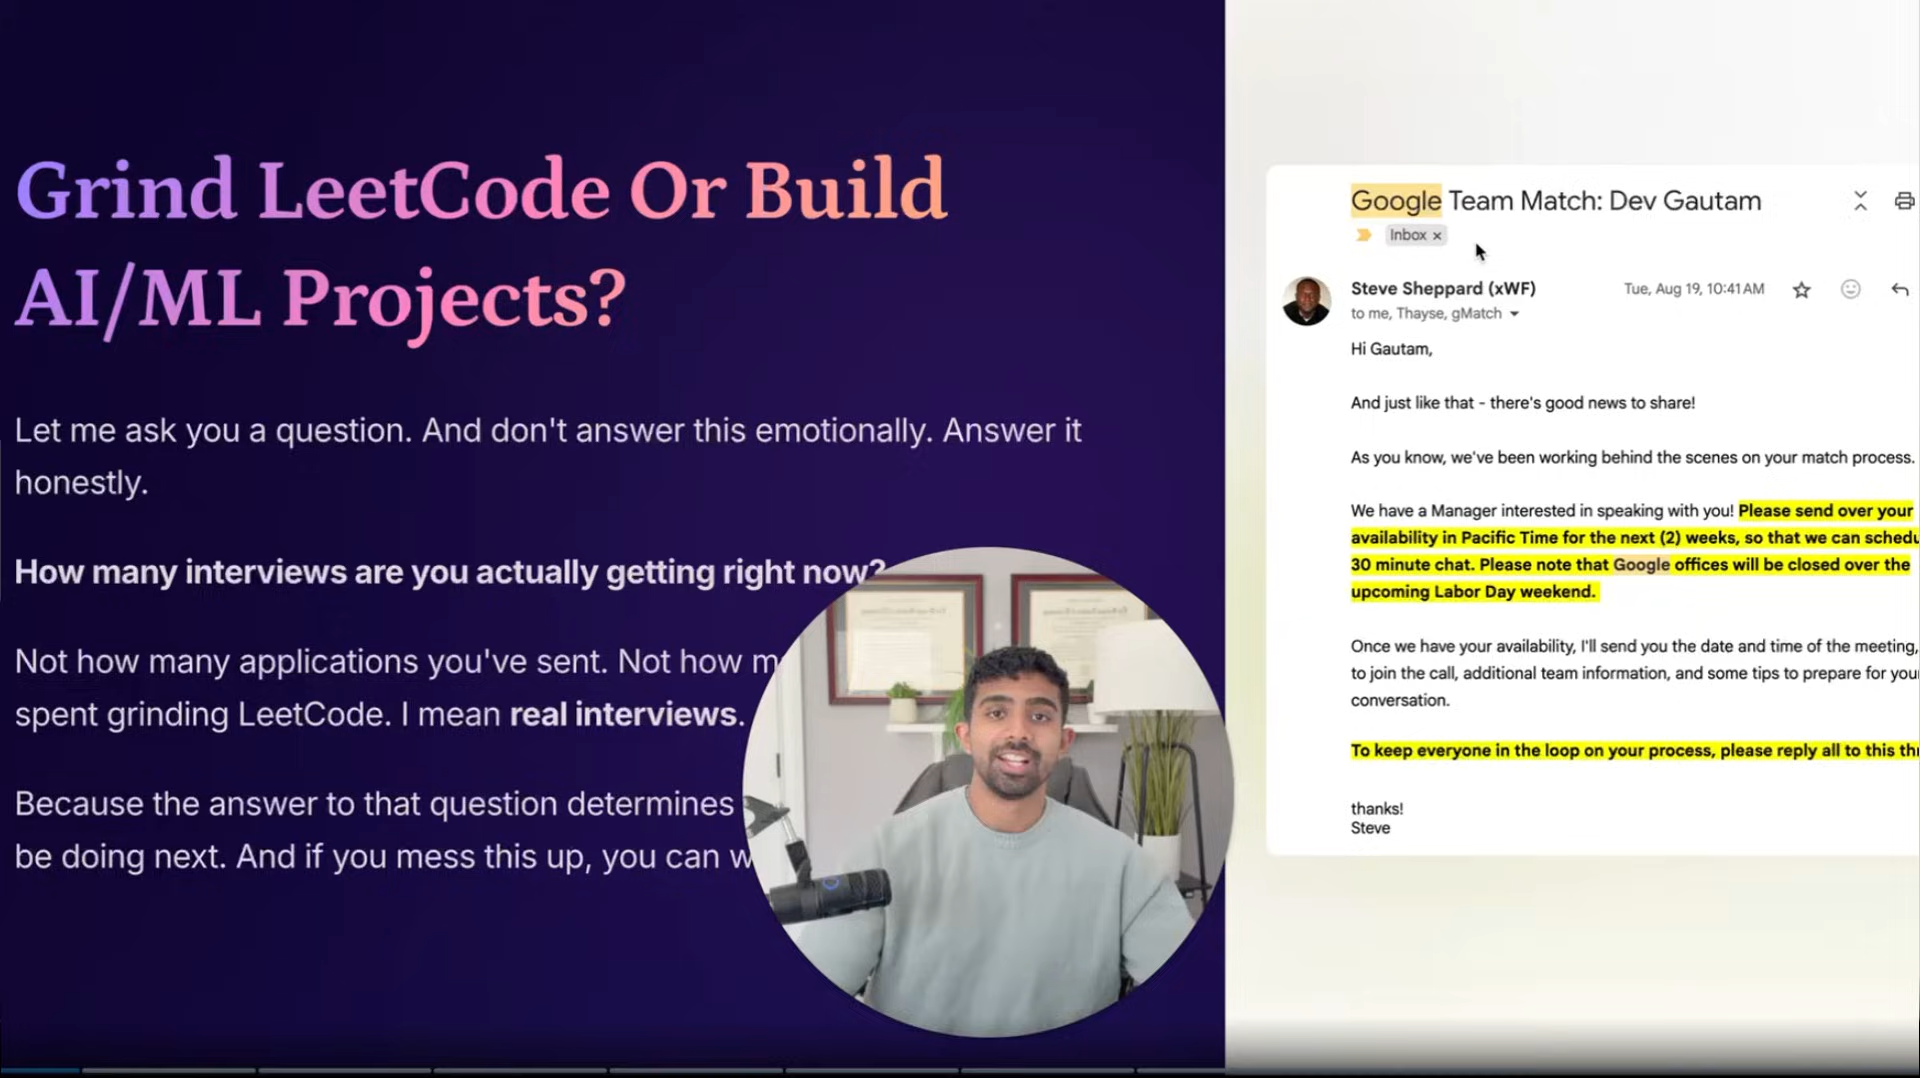 Grind LeetCode Or Build
AI/ML Projects?
Let me ask you a question. And don't answer this emotionally. Answer it
honestly.
How many interviews are you actually getting right now?
Not how many applications you've sent. Not how
spent grinding LeetCode. I mean real interviews.
Because the answer to that question determines
be doing next. And if you mess this up, you can
Google Team Match: Dev Gautam
Inbox ×
Steve Sheppard (xWF)
Tue, Aug 19, 10:41 AM
to me, Thayse, gMatch
Hi Gautam,
And just like that - there's good news to share!
As you know, we've been working behind the scenes on your match process.
We have a Manager interested in speaking with you! Please send over your
availability in Pacific Time for the next (2) weeks, so that we can schedu
30 minute chat. Please note that Google offices will be closed over the
upcoming Labor Day weekend.
Once we have your availability, I'll send you the date and time of the meeting,
to join the call, additional team information, and some tips to prepare for your
conversation.
To keep everyone in the loop on your process, please reply all to this
thanks!
Steve